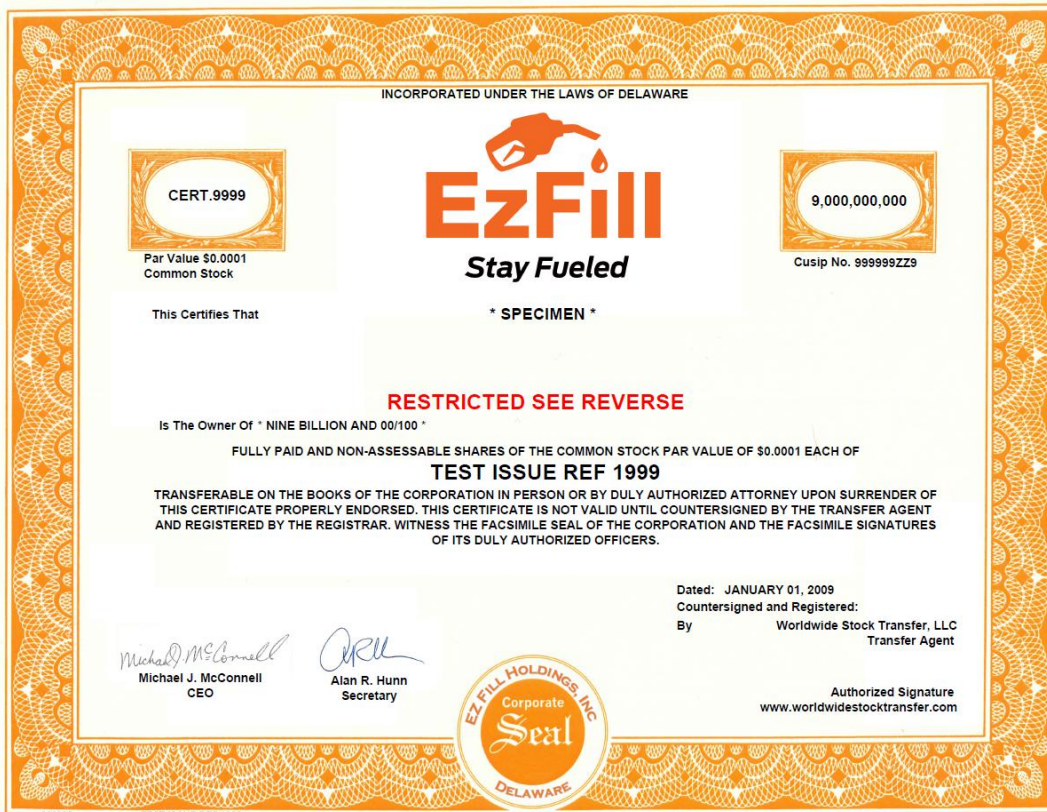 INCORPORATED UNDER THE LAWS OF DELAWARE
CERT.9999
EzFill
9,000,000,000
Par Value $0.0001
Common Stock
Stay Fueled
Cusip No. 999999ZZ9
This Certifies That
* SPECIMEN *
RESTRICTED SEE REVERSE
Is The Owner Of * NINE BILLION AND 00/100 *
FULLY PAID AND NON-ASSESSABLE SHARES OF THE COMMON STOCK PAR VALUE OF $0.0001 EACH OF
TEST ISSUE REF 1999
TRANSFERABLE ON THE BOOKS OF THE CORPORATION IN PERSON OR BY DULY AUTHORIZED ATTORNEY UPON SURRENDER OF
THIS CERTIFICATE PROPERLY ENDORSED. THIS CERTIFICATE IS NOT VALID UNTIL COUNTERSIGNED BY THE TRANSFER AGENT
AND REGISTERED BY THE REGISTRAR. WITNESS THE FACSIMILE SEAL OF THE CORPORATION AND THE FACSIMILE SIGNATURES
OF ITS DULY AUTHORIZED OFFICERS.
Dated: JANUARY 01, 2009
Countersigned and Registered:
By Worldwide Stock Transfer, LLC
Transfer Agent
Michael J. McConnell
Michael J. McConnell
CEO
Alan R. Hunn
Secretary
Authorized Signature
www.worldwidestocktransfer.com
EZ FILL HOLDINGS, INC
Corporate
Seal
DELAWARE